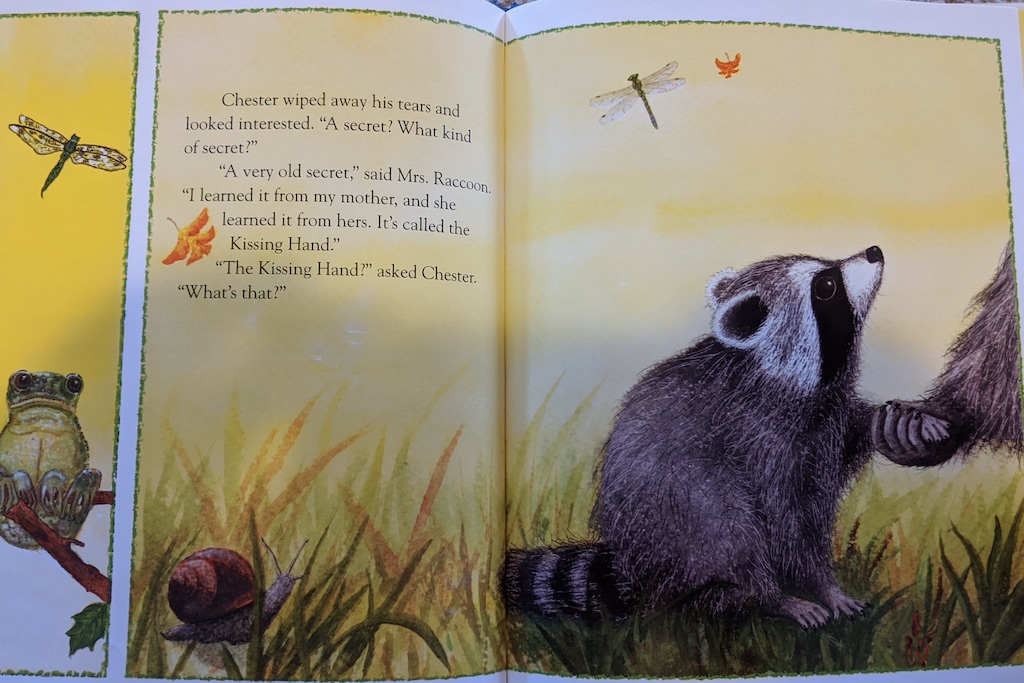 Chester wiped away his tears and
looked interested. “A secret? What kind
of secret?”
“A very old secret,” said Mrs. Raccoon.
“I learned it from my mother, and she
learned it from hers. It’s called the
Kissing Hand.”
“The Kissing Hand?” asked Chester.
“What’s that?”